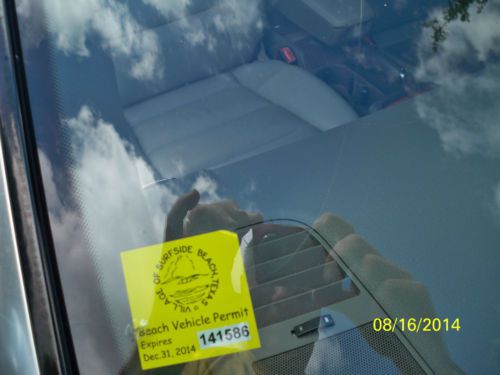 VILLAGE OF SURFSIDE BEACH, TEXAS
Beach Vehicle Permit
Expires
Dec.31, 2014
141586
08/16/2014